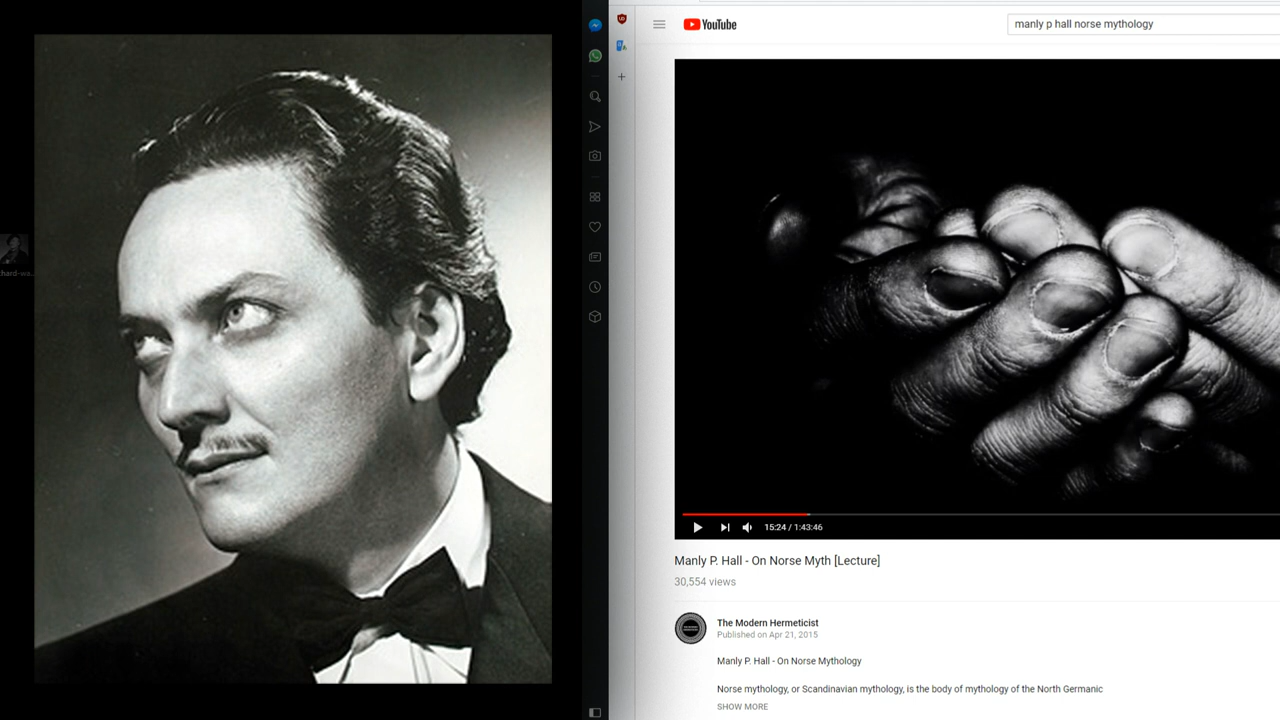 YouTube
manly p hall norse mythology
chard-wa...
15:24 / 1:43:46
Manly P. Hall - On Norse Myth [Lecture]
30,554 views
The Modern Hermeticist
Published on Apr 21, 2015
Manly P. Hall - On Norse Mythology
Norse mythology, or Scandinavian mythology, is the body of mythology of the North Germanic
SHOW MORE